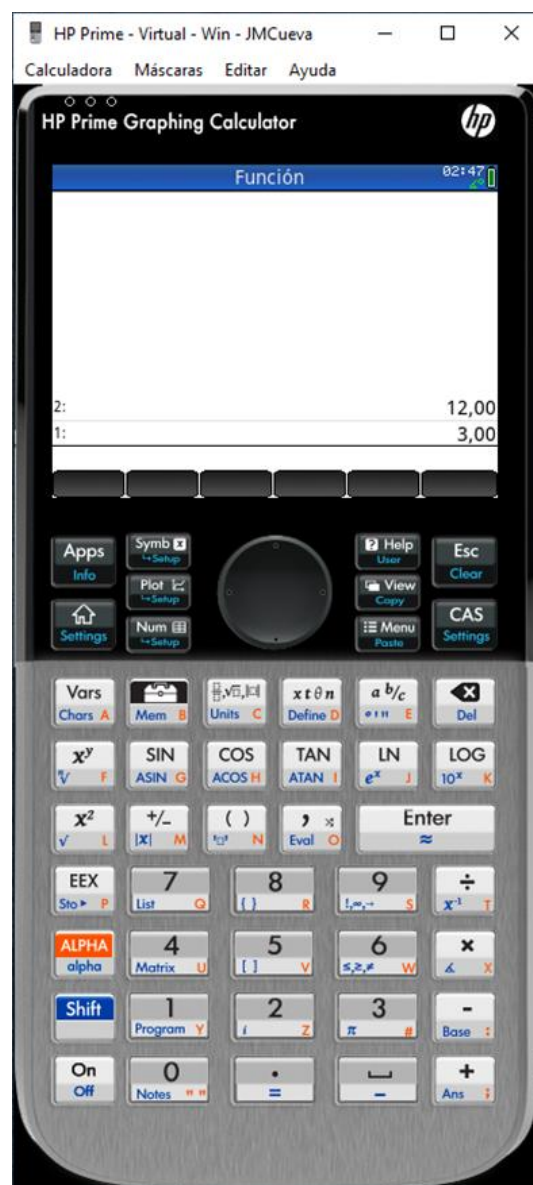 HP Prime - Virtual - Win - JMCueva
Calculadora Máscaras Editar Ayuda
HP Prime Graphing Calculator hp
Función 02:47
2: 12,00
1: 3,00
Apps Symb x ? Help Esc
Info ↪Setup User Clear
Plot View
↪Setup Copy
Settings Num Menu CAS
↪Setup Paste Settings
Vars x t θ n a b/c
Chars A Mem B Units C Define D E Del
xʸ SIN COS TAN LN LOG
F ASIN G ACOS H ATAN I eˣ J 10ˣ K
x² +/- ( ) , Enter
√ L |x| M N Eval O ≈
EEX 7 8 9 ÷
Sto ▸ P List Q { } R !,∞,→ S x⁻¹ T
ALPHA 4 5 6 ×
alpha Matrix U [ ] V ≤,≥,≠ W ∡ X
Shift 1 2 3 -
Program Y i Z π # Base :
On 0 . +
Off Notes " " = _ Ans ;